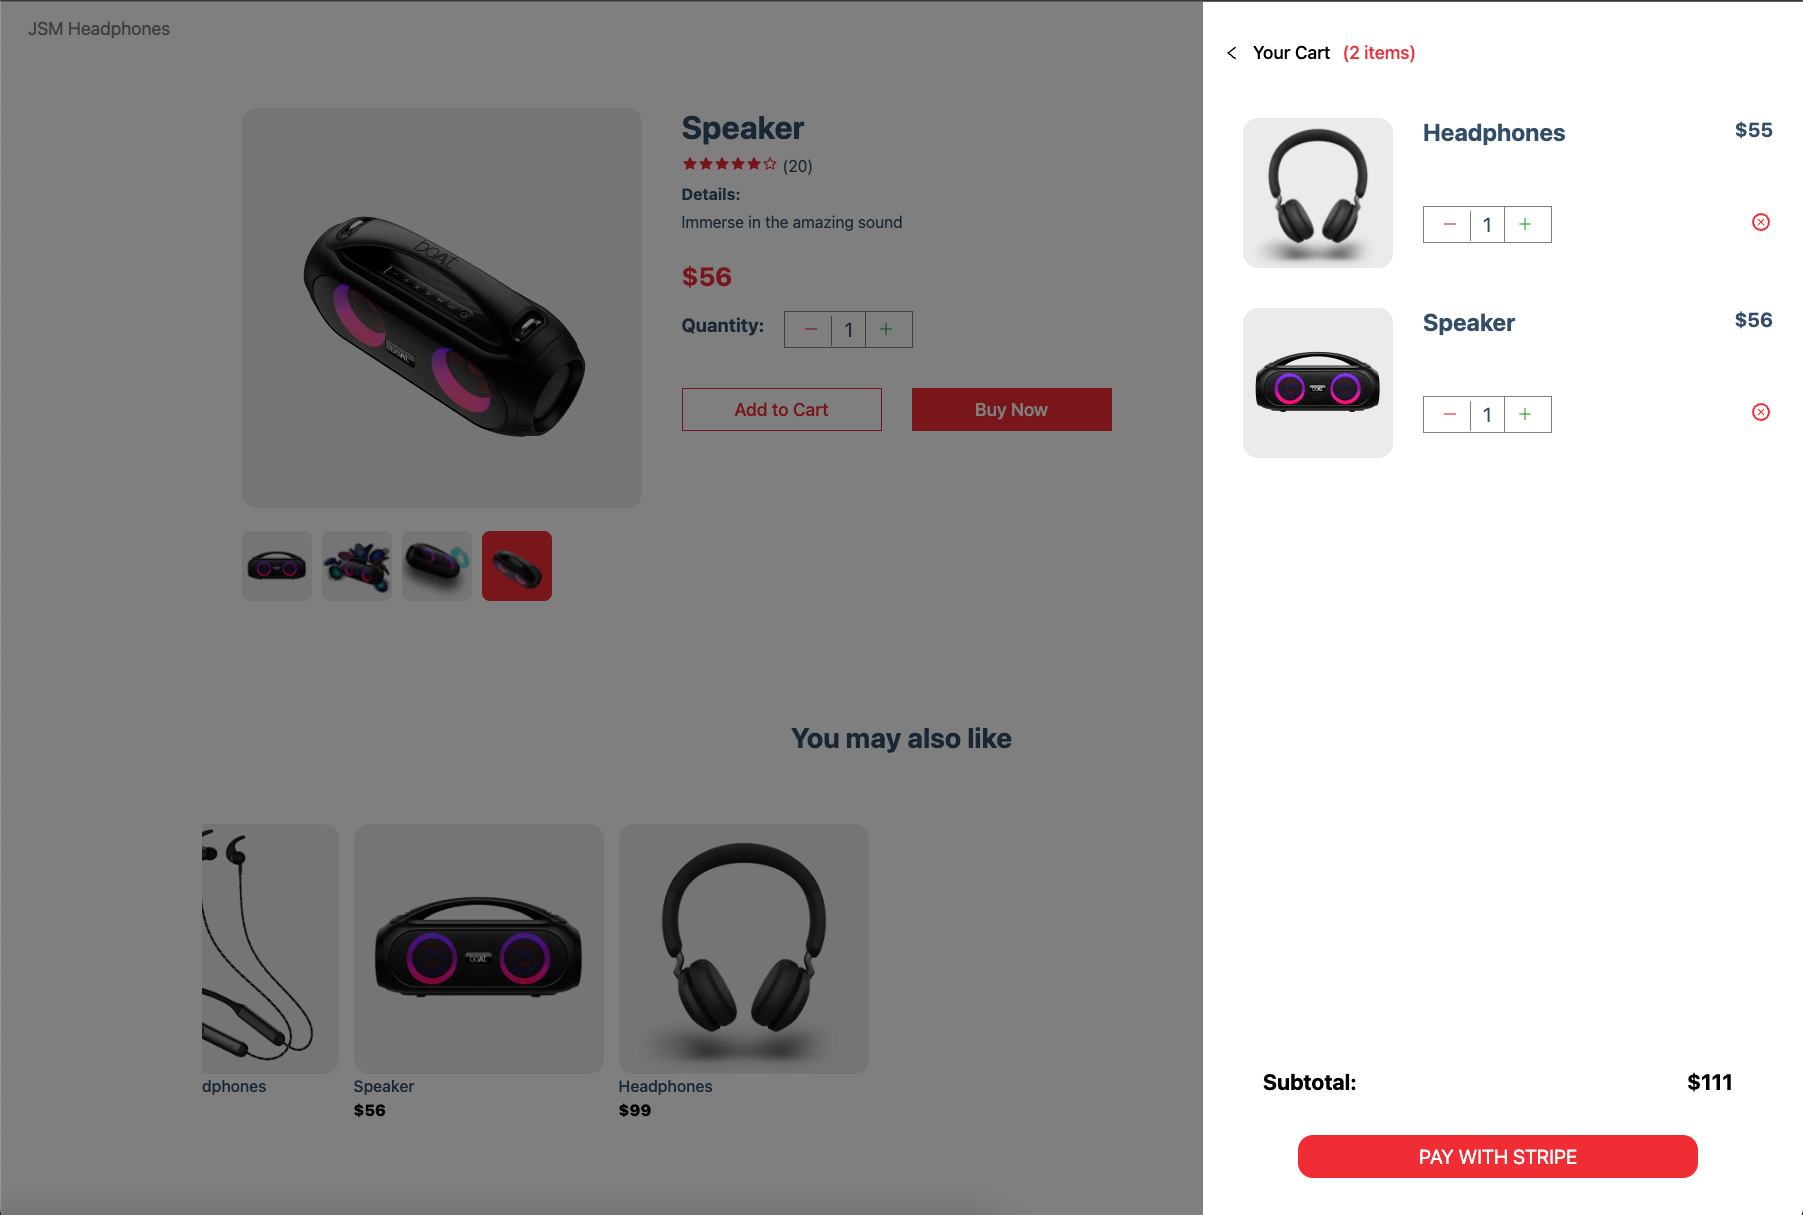 JSM Headphones
Speaker
(20)
Details:
Immerse in the amazing sound
$56
Quantity:
1
Add to Cart
Buy Now
boAt
boAt
You may also like
dphones
Speaker
$56
Headphones
$99
Your Cart (2 items)
Headphones
$55
1
Speaker
$56
1
Subtotal:
$111
PAY WITH STRIPE